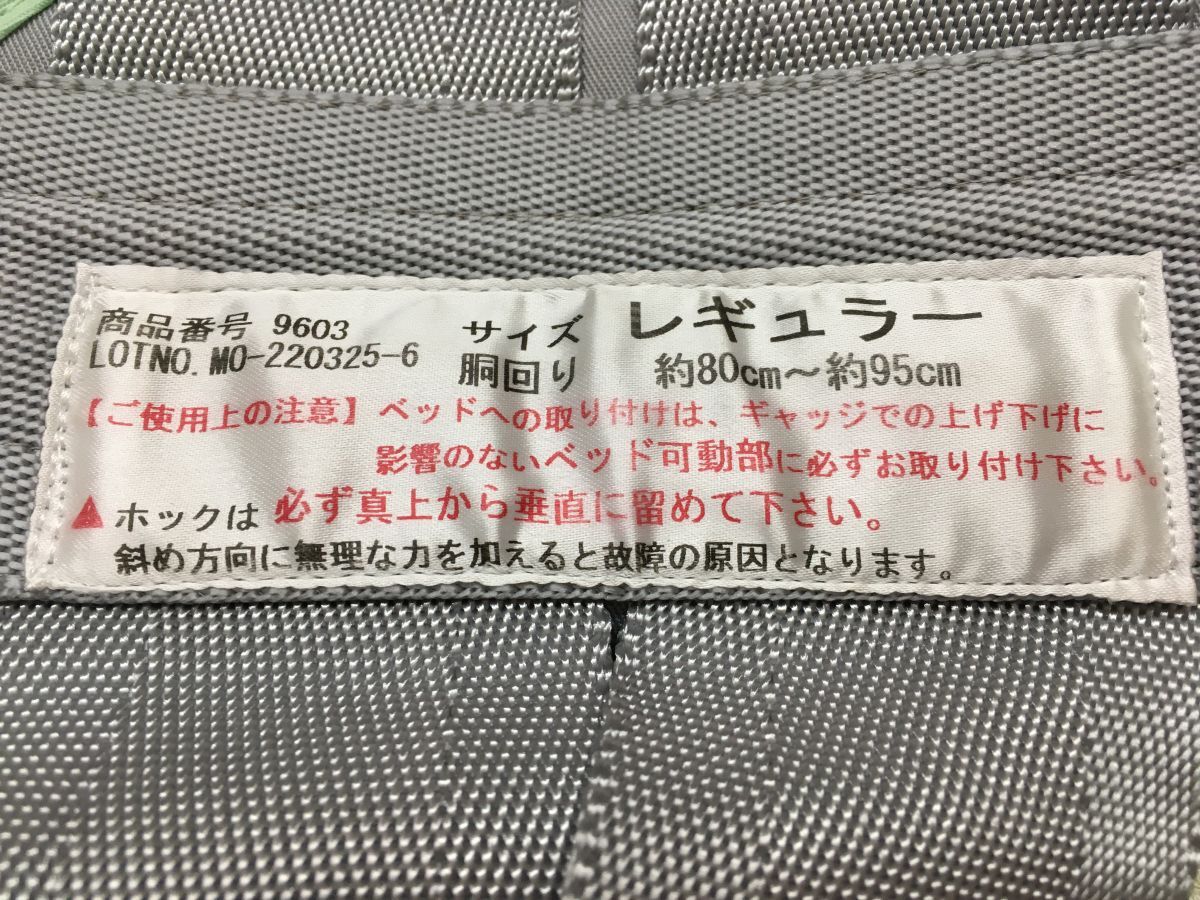 商品番号 9603 サイズ レギュラー
LOTNO. MO-220325-6 胴回り 約80cm～約95cm
【ご使用上の注意】ベッドへの取り付けは、ギャッジでの上げ下げに
影響のないベッド可動部に必ずお取り付け下さい。
▲ホックは 必ず真上から垂直に留めて下さい。
斜め方向に無理な力を加えると故障の原因となります。